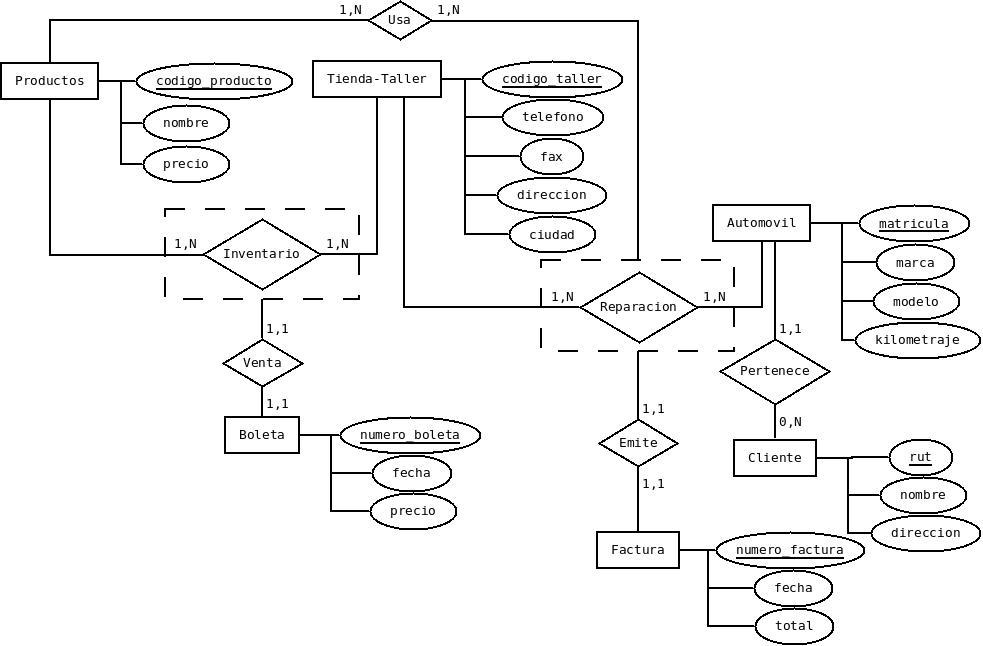 1,N Usa 1,N
Productos
codigo_producto
nombre
precio
Tienda-Taller
codigo_taller
telefono
fax
direccion
ciudad
1,N Inventario 1,N
1,1
Venta
1,1
Boleta
numero_boleta
fecha
precio
1,N Reparacion 1,N
1,1
Emite
1,1
Factura
numero_factura
fecha
total
Automovil
matricula
marca
modelo
kilometraje
1,1
Pertenece
0,N
Cliente
rut
nombre
direccion